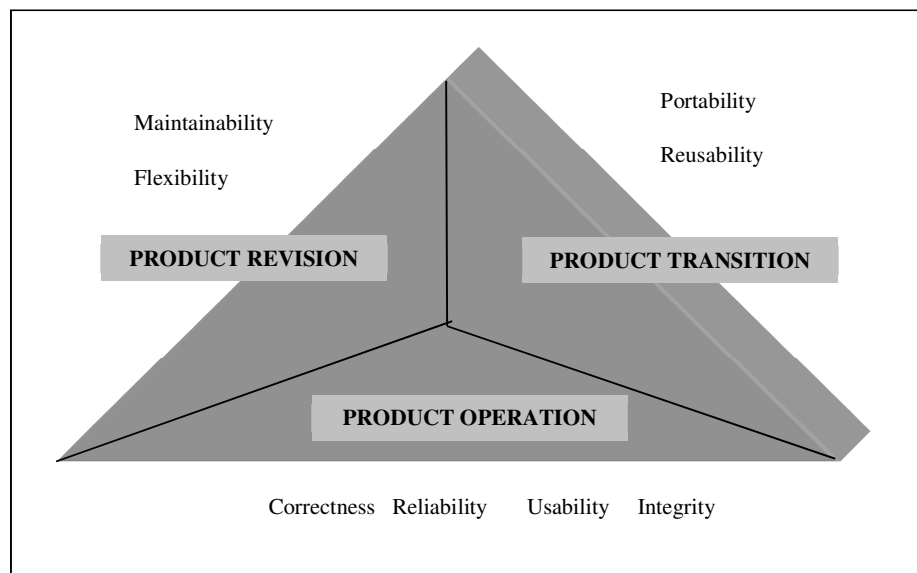 Maintainability
Flexibility
Portability
Reusability
PRODUCT REVISION
PRODUCT TRANSITION
PRODUCT OPERATION
Correctness Reliability Usability Integrity